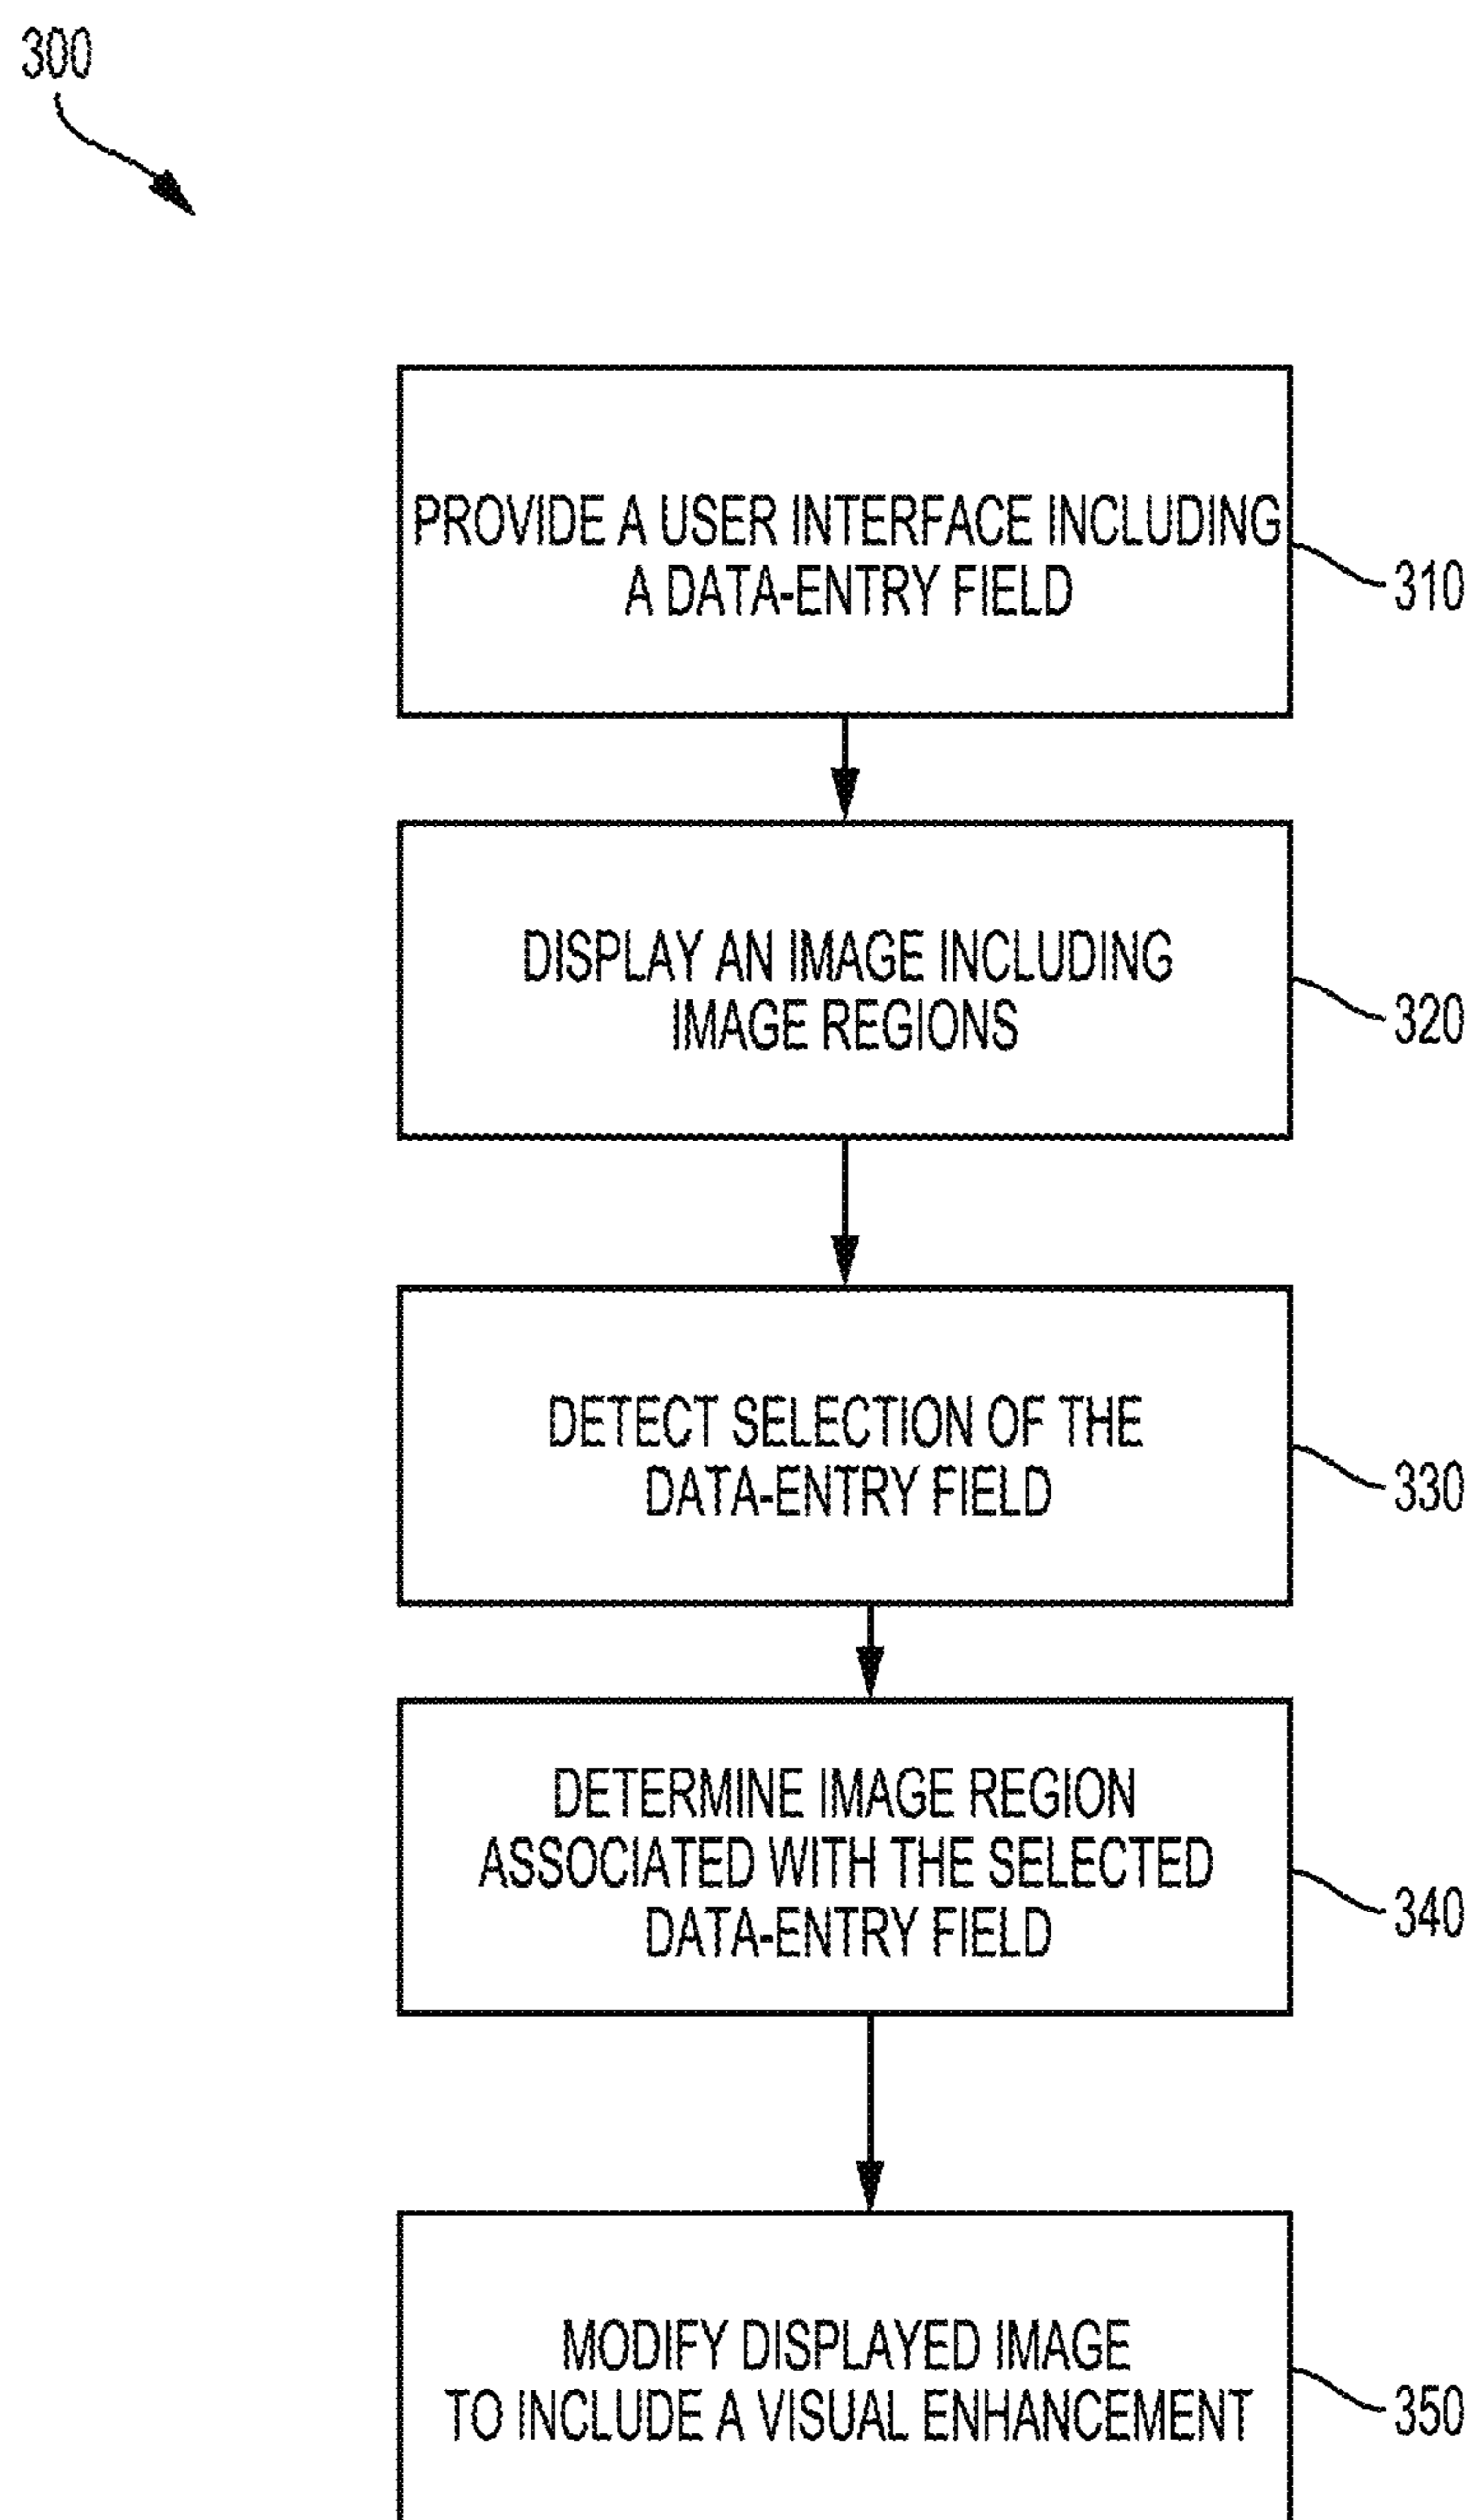 300
PROVIDE A USER INTERFACE INCLUDING
A DATA-ENTRY FIELD
310
DISPLAY AN IMAGE INCLUDING
IMAGE REGIONS
320
DETECT SELECTION OF THE
DATA-ENTRY FIELD
330
DETERMINE IMAGE REGION
ASSOCIATED WITH THE SELECTED
DATA-ENTRY FIELD
340
MODIFY DISPLAYED IMAGE
TO INCLUDE A VISUAL ENHANCEMENT
350